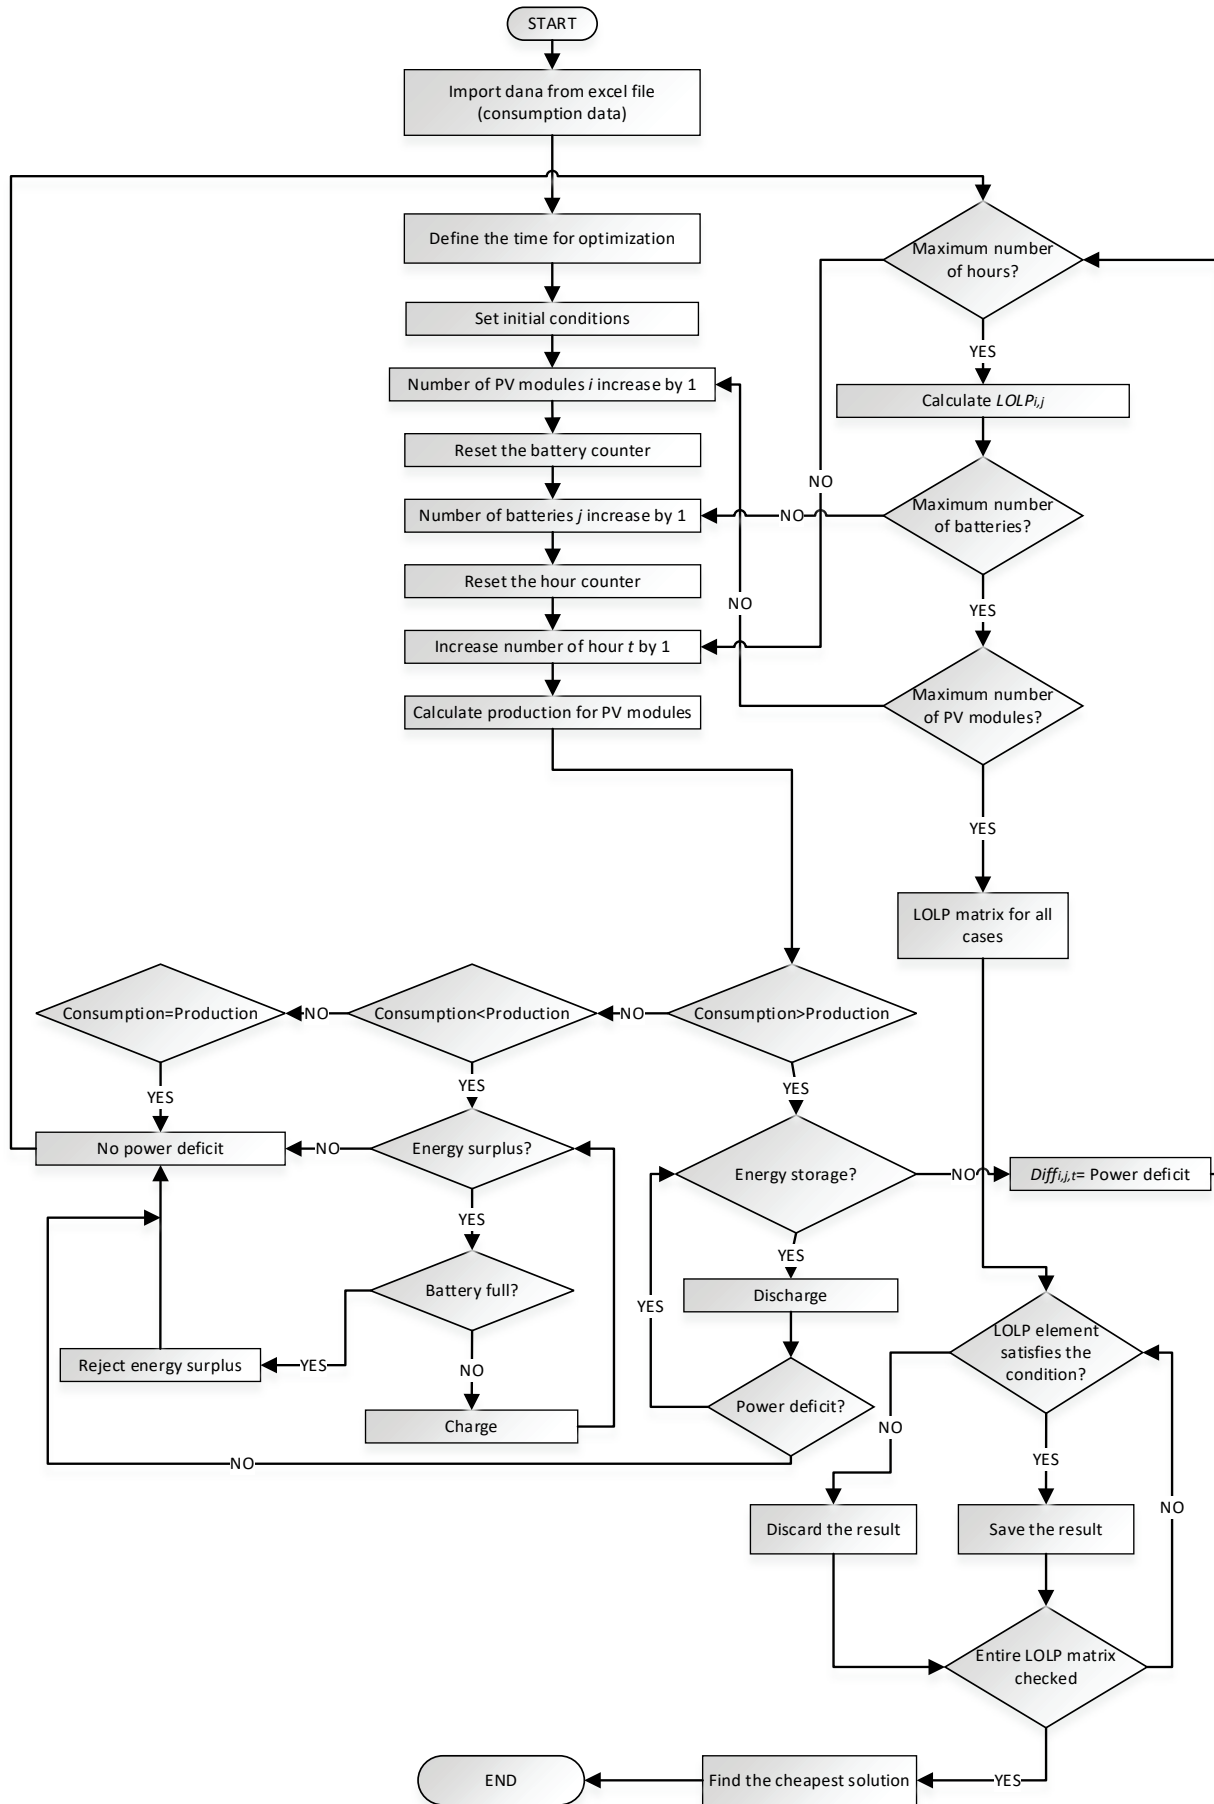 START
Import dana from excel file
(consumption data)
Define the time for optimization
Set initial conditions
Number of PV modules i increase by 1
Reset the battery counter
Number of batteries j increase by 1
Reset the hour counter
Increase number of hour t by 1
Calculate production for PV modules
Maximum number
of hours?
YES
Calculate LOLPi,j
NO
Maximum number
of batteries?
NO
YES
NO
Maximum number
of PV modules?
YES
LOLP matrix for all
cases
Consumption=Production
NO
Consumption<Production
NO
Consumption>Production
YES
YES
YES
No power deficit
NO
Energy surplus?
Energy storage?
NO
Diffi,j,t= Power deficit
YES
YES
Battery full?
Discharge
YES
Reject energy surplus
YES
NO
Charge
Power deficit?
NO
LOLP element
satisfies the
condition?
NO
YES
NO
Discard the result
Save the result
Entire LOLP matrix
checked
YES
Find the cheapest solution
END